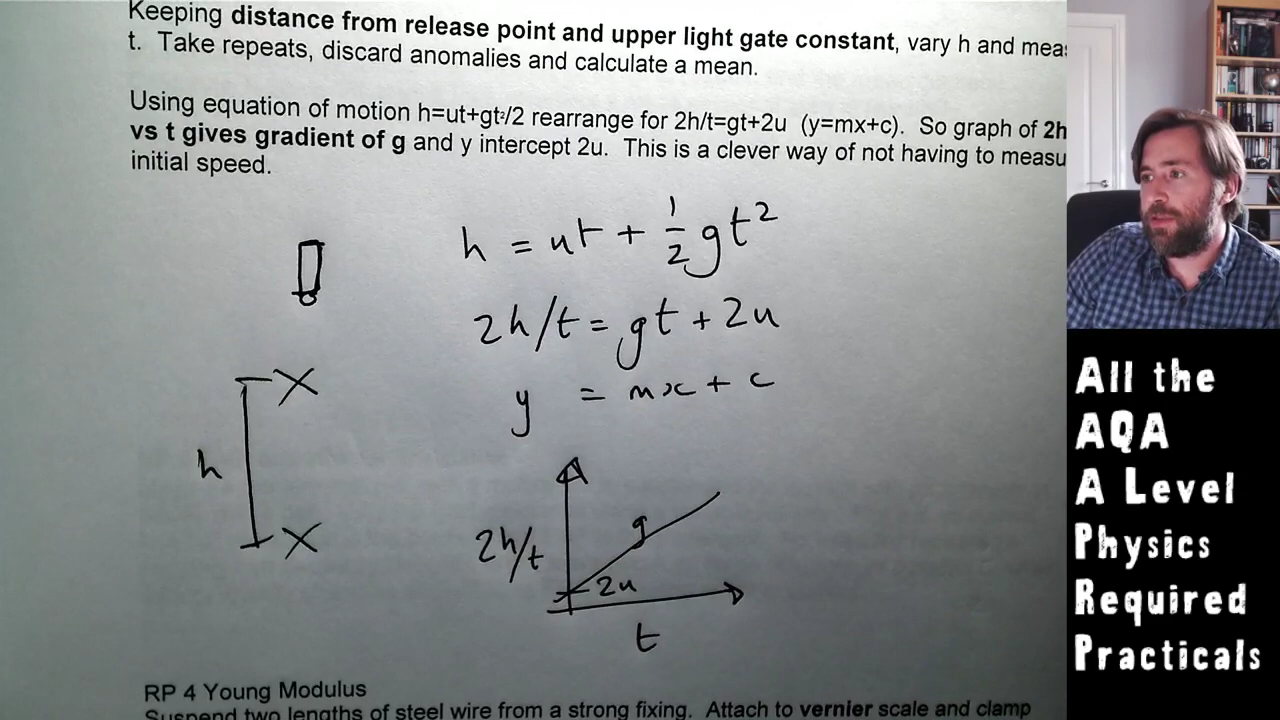 Keeping distance from release point and upper light gate constant, vary h and
t. Take repeats, discard anomalies and calculate a mean.
Using equation of motion h=ut+gt²/2 rearrange for 2h/t=gt+2u (y=mx+c). So graph of 2h
vs t gives gradient of g and y intercept 2u. This is a clever way of not having to
initial speed.
h = ut + 1/2 gt²
2h/t = gt + 2u
y = mx + c
X
h
X
g
2h/t
2u
t
RP 4 Young Modulus
Suspend two lengths of steel wire from a strong fixing. Attach to vernier scale and clamp
All the
AQA
A Level
Physics
Required
Practicals